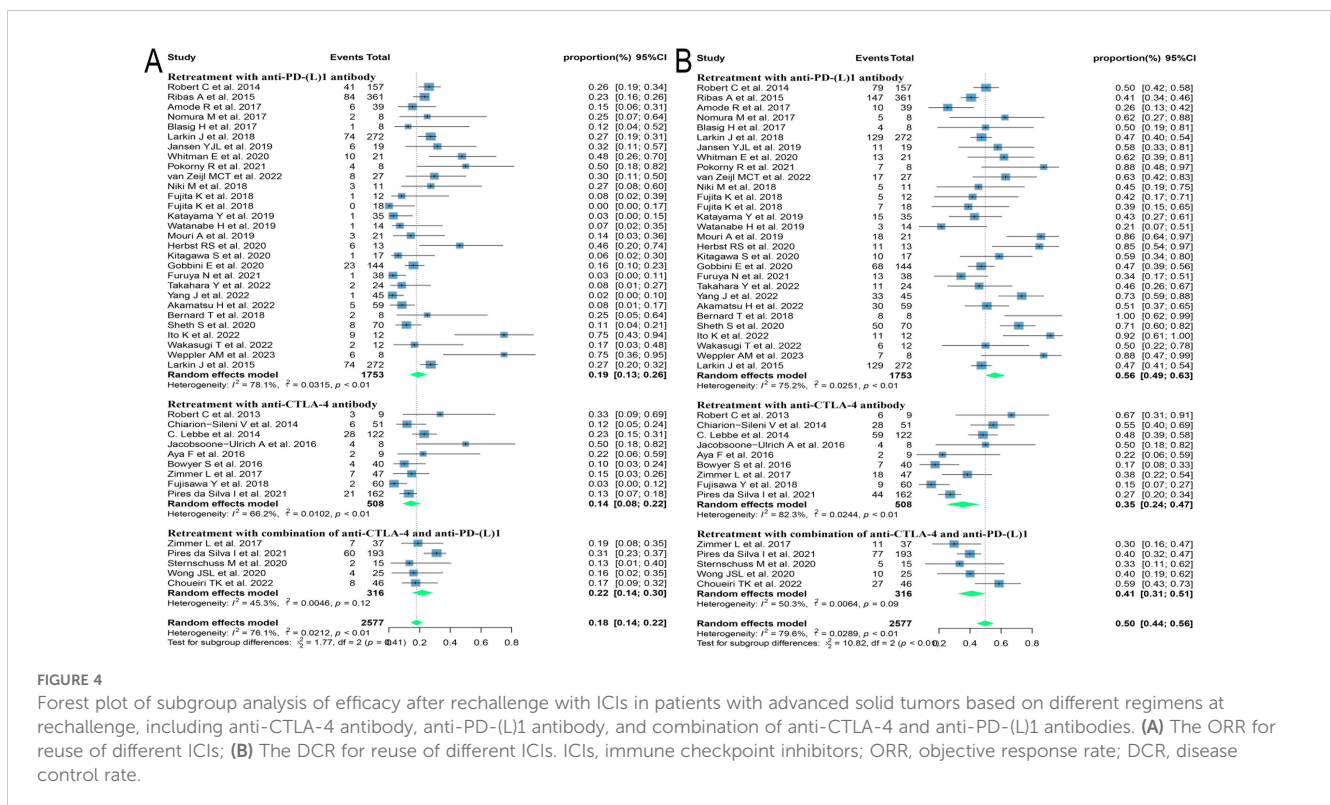 A
Study Events Total proportion(%) 95%CI
Retreatment with anti-PD-(L)1 antibody
Robert C et al. 2014 41 157 0.26 [0.19; 0.34]
Ribas A et al. 2015 84 361 0.23 [0.16; 0.26]
Amode R et al. 2017 6 39 0.15 [0.06; 0.31]
Nomura M et al. 2017 2 8 0.25 [0.07; 0.64]
Blasig H et al. 2017 1 8 0.12 [0.04; 0.52]
Larkin J et al. 2018 74 272 0.27 [0.19; 0.31]
Jansen YJL et al. 2019 6 19 0.32 [0.11; 0.57]
Whitman E et al. 2020 10 21 0.48 [0.26; 0.70]
Pokorny R et al. 2021 4 8 0.50 [0.18; 0.82]
van Zeijl MCT et al. 2022 8 27 0.30 [0.11; 0.50]
Niki M et al. 2018 3 11 0.27 [0.08; 0.60]
Fujita K et al. 2018 1 12 0.08 [0.02; 0.39]
Fujita K et al. 2018 0 18 0.00 [0.00; 0.17]
Katayama Y et al. 2019 1 35 0.03 [0.00; 0.15]
Watanabe H et al. 2019 1 14 0.07 [0.02; 0.35]
Mouri A et al. 2019 3 21 0.14 [0.03; 0.36]
Herbst RS et al. 2020 6 13 0.46 [0.20; 0.74]
Kitagawa S et al. 2020 1 17 0.06 [0.02; 0.30]
Gobbini E et al. 2020 23 144 0.16 [0.10; 0.23]
Furuya N et al. 2021 1 38 0.03 [0.00; 0.11]
Takahara Y et al. 2022 2 24 0.08 [0.01; 0.27]
Yang J et al. 2022 1 45 0.02 [0.00; 0.10]
Akamatsu H et al. 2022 5 59 0.08 [0.01; 0.17]
Bernard T et al. 2018 2 8 0.25 [0.05; 0.64]
Sheth S et al. 2020 8 70 0.11 [0.04; 0.21]
Ito K et al. 2022 9 12 0.75 [0.43; 0.94]
Wakasugi T et al. 2022 2 12 0.17 [0.03; 0.48]
Weppler AM et al. 2023 6 8 0.75 [0.36; 0.95]
Larkin J et al. 2015 74 272 0.27 [0.20; 0.32]
Random effects model 1753 0.19 [0.13; 0.26]
Heterogeneity: I² = 78.1%, τ² = 0.0315, p < 0.01
Retreatment with anti-CTLA-4 antibody
Robert C et al. 2013 3 9 0.33 [0.09; 0.69]
Chiarion−Sileni V et al. 2014 6 51 0.12 [0.05; 0.24]
C. Lebbe et al. 2014 28 122 0.23 [0.15; 0.31]
Jacobsoone−Ulrich A et al. 2016 4 8 0.50 [0.18; 0.82]
Aya F et al. 2016 2 9 0.22 [0.06; 0.59]
Bowyer S et al. 2016 4 40 0.10 [0.03; 0.24]
Zimmer L et al. 2017 7 47 0.15 [0.03; 0.26]
Fujisawa Y et al. 2018 2 60 0.03 [0.00; 0.12]
Pires da Silva I et al. 2021 21 162 0.13 [0.07; 0.18]
Random effects model 508 0.14 [0.08; 0.22]
Heterogeneity: I² = 66.2%, τ² = 0.0102, p < 0.01
Retreatment with combination of anti-CTLA-4 and anti-PD-(L)1
Zimmer L et al. 2017 7 37 0.19 [0.08; 0.35]
Pires da Silva I et al. 2021 60 193 0.31 [0.23; 0.37]
Sternschuss M et al. 2020 2 15 0.13 [0.01; 0.40]
Wong JSL et al. 2020 4 25 0.16 [0.02; 0.35]
Choueiri TK et al. 2022 8 46 0.17 [0.09; 0.32]
Random effects model 316 0.22 [0.14; 0.30]
Heterogeneity: I² = 45.3%, τ² = 0.0046, p = 0.12
Random effects model 2577 0.18 [0.14; 0.22]
Heterogeneity: I² = 76.1%, τ² = 0.0212, p < 0.01
Test for subgroup differences: χ²₂ = 1.77, df = 2 (p = 0.41)
0 0.2 0.4 0.6 0.8
B
Study Events Total proportion(%) 95%CI
Retreatment with anti-PD-(L)1 antibody
Robert C et al. 2014 79 157 0.50 [0.42; 0.58]
Ribas A et al. 2015 147 361 0.41 [0.34; 0.46]
Amode R et al. 2017 10 39 0.26 [0.13; 0.42]
Nomura M et al. 2017 5 8 0.62 [0.27; 0.88]
Blasig H et al. 2017 4 8 0.50 [0.19; 0.81]
Larkin J et al. 2018 129 272 0.47 [0.40; 0.54]
Jansen YJL et al. 2019 11 19 0.58 [0.33; 0.81]
Whitman E et al. 2020 13 21 0.62 [0.39; 0.81]
Pokorny R et al. 2021 7 8 0.88 [0.48; 0.97]
van Zeijl MCT et al. 2022 17 27 0.63 [0.42; 0.83]
Niki M et al. 2018 5 11 0.45 [0.19; 0.75]
Fujita K et al. 2018 5 12 0.42 [0.17; 0.71]
Fujita K et al. 2018 7 18 0.39 [0.15; 0.65]
Katayama Y et al. 2019 15 35 0.43 [0.27; 0.61]
Watanabe H et al. 2019 3 14 0.21 [0.07; 0.51]
Mouri A et al. 2019 18 21 0.86 [0.64; 0.97]
Herbst RS et al. 2020 11 13 0.85 [0.54; 0.97]
Kitagawa S et al. 2020 10 17 0.59 [0.34; 0.80]
Gobbini E et al. 2020 68 144 0.47 [0.39; 0.56]
Furuya N et al. 2021 13 38 0.34 [0.17; 0.51]
Takahara Y et al. 2022 11 24 0.46 [0.26; 0.67]
Yang J et al. 2022 33 45 0.73 [0.59; 0.88]
Akamatsu H et al. 2022 30 59 0.51 [0.37; 0.65]
Bernard T et al. 2018 8 8 1.00 [0.62; 0.99]
Sheth S et al. 2020 50 70 0.71 [0.60; 0.82]
Ito K et al. 2022 11 12 0.92 [0.61; 1.00]
Wakasugi T et al. 2022 6 12 0.50 [0.22; 0.78]
Weppler AM et al. 2023 7 8 0.88 [0.47; 0.99]
Larkin J et al. 2015 129 272 0.47 [0.41; 0.54]
Random effects model 1753 0.56 [0.49; 0.63]
Heterogeneity: I² = 75.2%, τ² = 0.0251, p < 0.01
Retreatment with anti-CTLA-4 antibody
Robert C et al. 2013 6 9 0.67 [0.31; 0.91]
Chiarion−Sileni V et al. 2014 28 51 0.55 [0.40; 0.69]
C. Lebbe et al. 2014 59 122 0.48 [0.39; 0.58]
Jacobsoone−Ulrich A et al. 2016 4 8 0.50 [0.18; 0.82]
Aya F et al. 2016 2 9 0.22 [0.06; 0.59]
Bowyer S et al. 2016 7 40 0.17 [0.08; 0.33]
Zimmer L et al. 2017 18 47 0.38 [0.22; 0.54]
Fujisawa Y et al. 2018 9 60 0.15 [0.07; 0.27]
Pires da Silva I et al. 2021 44 162 0.27 [0.20; 0.34]
Random effects model 508 0.35 [0.24; 0.47]
Heterogeneity: I² = 82.3%, τ² = 0.0244, p < 0.01
Retreatment with combination of anti-CTLA-4 and anti-PD-(L)1
Zimmer L et al. 2017 11 37 0.30 [0.16; 0.47]
Pires da Silva I et al. 2021 77 193 0.40 [0.32; 0.47]
Sternschuss M et al. 2020 5 15 0.33 [0.11; 0.62]
Wong JSL et al. 2020 10 25 0.40 [0.19; 0.62]
Choueiri TK et al. 2022 27 46 0.59 [0.43; 0.73]
Random effects model 316 0.41 [0.31; 0.51]
Heterogeneity: I² = 50.3%, τ² = 0.0064, p = 0.09
Random effects model 2577 0.50 [0.44; 0.56]
Heterogeneity: I² = 79.6%, τ² = 0.0289, p < 0.01
Test for subgroup differences: χ²₂ = 10.82, df = 2 (p < 0.01)
0.2 0.4 0.6 0.8 1
FIGURE 4
Forest plot of subgroup analysis of efficacy after rechallenge with ICIs in patients with advanced solid tumors based on different regimens at
rechallenge, including anti-CTLA-4 antibody, anti-PD-(L)1 antibody, and combination of anti-CTLA-4 and anti-PD-(L)1 antibodies. (A) The ORR for
reuse of different ICIs; (B) The DCR for reuse of different ICIs. ICIs, immune checkpoint inhibitors; ORR, objective response rate; DCR, disease
control rate.